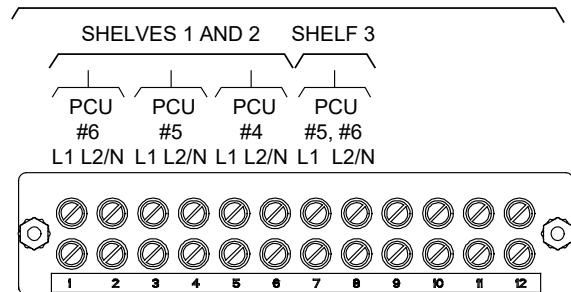 SHELVES 1 AND 2 SHELF 3
PCU PCU PCU PCU
#6 #5 #4 #5, #6
L1 L2/N L1 L2/N L1 L2/N L1 L2/N
1 2 3 4 5 6 7 8 9 10 11 12